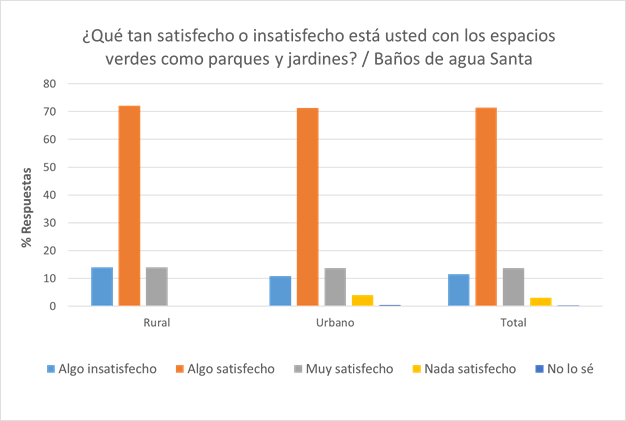 ¿Qué tan satisfecho o insatisfecho está usted con los espacios
verdes como parques y jardines? / Baños de agua Santa
80
70
60
50
40
30
20
10
0
% Respuestas
Rural
Urbano
Total
Algo insatisfecho
Algo satisfecho
Muy satisfecho
Nada satisfecho
No lo sé